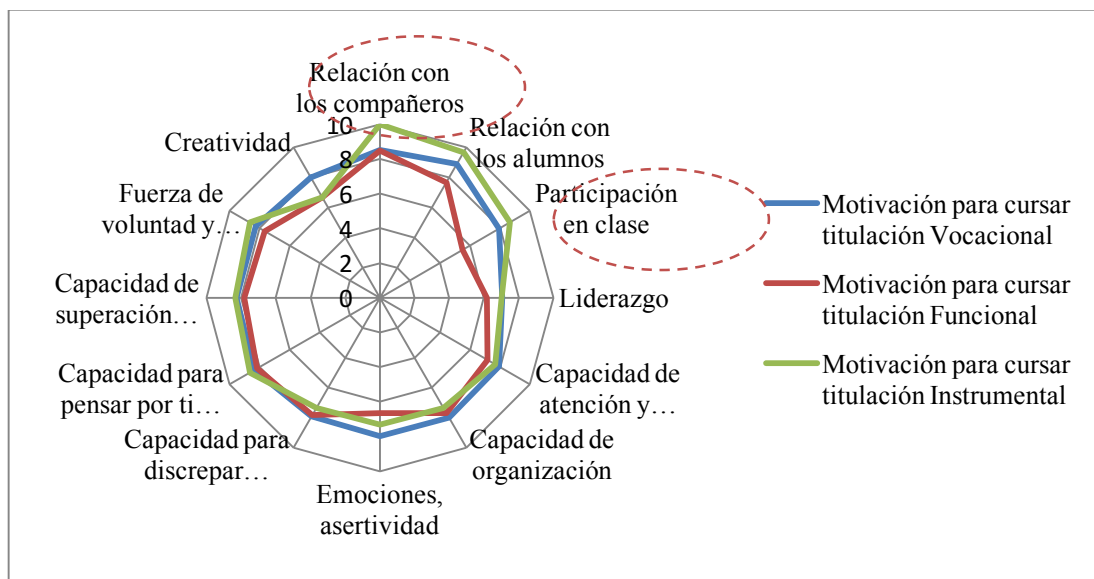 Relación con
los compañeros
Relación con
los alumnos
Participación
en clase
Liderazgo
Capacidad de
atención y…
Capacidad de
organización
Emociones,
asertividad
Capacidad para
discrepar…
Capacidad para
pensar por ti…
Capacidad de
superación…
Fuerza de
voluntad y…
Creatividad
10
8
6
4
2
0
Motivación para cursar
titulación Vocacional
Motivación para cursar
titulación Funcional
Motivación para cursar
titulación Instrumental